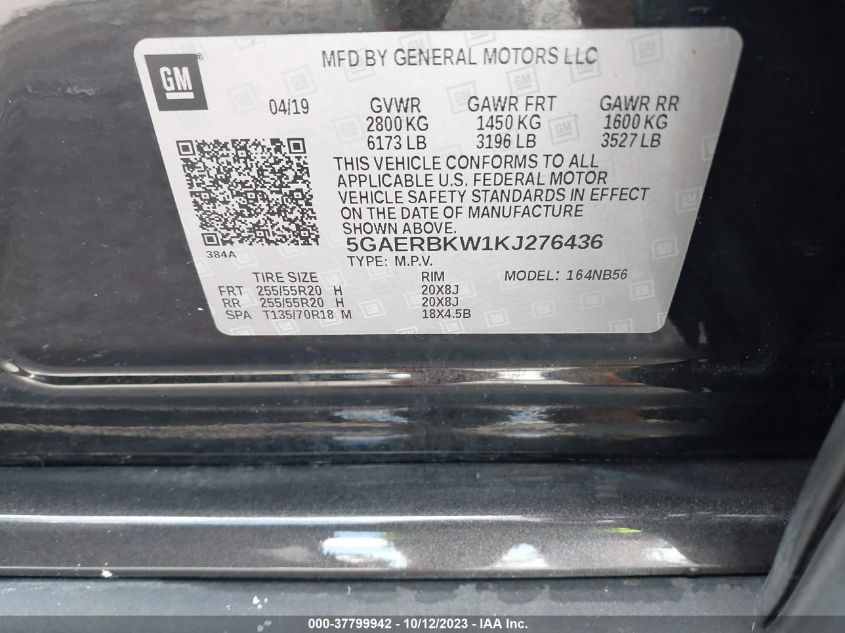 MFD BY GENERAL MOTORS LLC
GM
04/19 GVWR GAWR FRT GAWR RR
2800 KG 1450 KG 1600 KG
6173 LB 3196 LB 3527 LB
THIS VEHICLE CONFORMS TO ALL
APPLICABLE U.S. FEDERAL MOTOR
VEHICLE SAFETY STANDARDS IN EFFECT
ON THE DATE OF MANUFACTURE
SHOWN ABOVE.
384A
5GAERBKW1KJ276436
TYPE: M.P.V.
TIRE SIZE RIM MODEL: 164NB56
FRT 255/55R20 H 20X8J
RR 255/55R20 H 20X8J
SPA T135/70R18 M 18X4.5B
000-37799942 - 10/12/2023 - © IAA Inc.